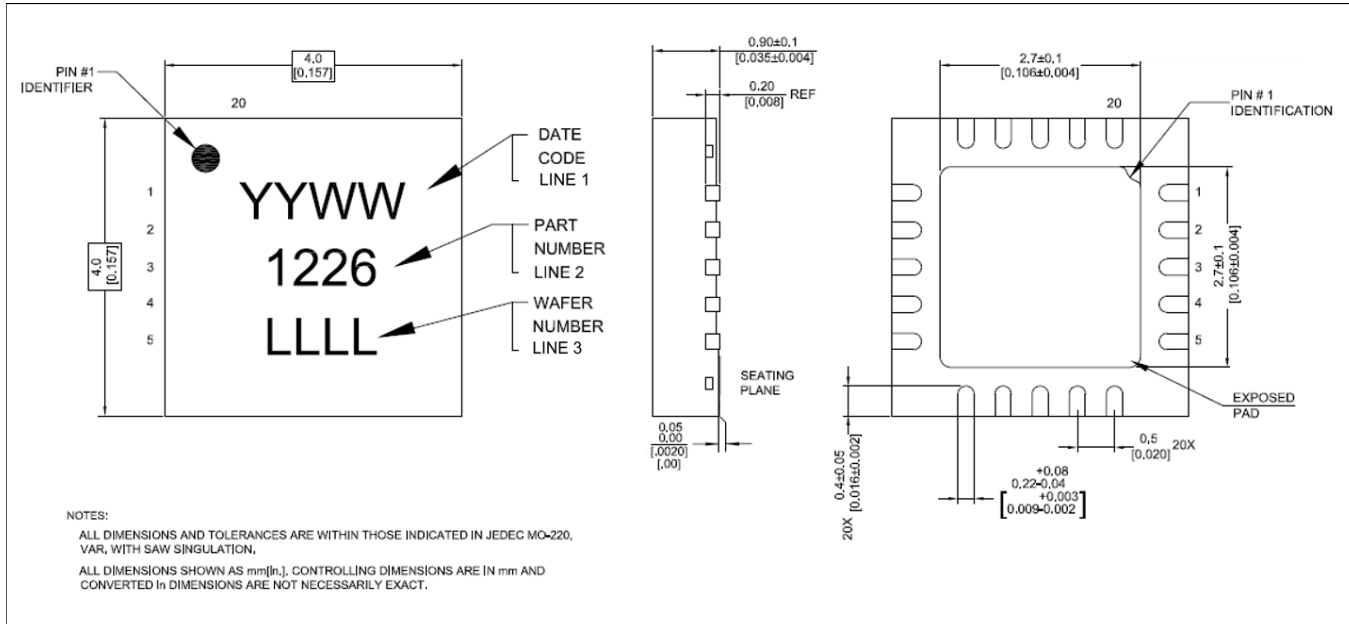 PIN #1
IDENTIFIER
4.0
[0.157]
20
4.0
[0.157]
1
2
3
4
5
YYWW
1226
LLLL
DATE
CODE
LINE 1
PART
NUMBER
LINE 2
WAFER
NUMBER
LINE 3
0.90±0.1
[0.035±0.004]
0.20
[0.008]
REF
SEATING
PLANE
0.05
0.00
[.0020]
[.00]
2.7±0.1
[0.106±0.004]
20
PIN # 1
IDENTIFICATION
1
2
3
4
5
2.7±0.1
[0.106±0.004]
EXPOSED
PAD
0.5
[0.020]
20X
+0.08
0.22-0.04
+0.003
[0.009-0.002]
20X
0.4±0.05
[0.016±0.002]
NOTES:
ALL DIMENSIONS AND TOLERANCES ARE WITHIN THOSE INDICATED IN JEDEC MO-220,
VAR, WITH SAW SINGULATION,
ALL DIMENSIONS SHOWN AS mm[In.]. CONTROLLING DIMENSIONS ARE IN mm AND
CONVERTED In DIMENSIONS ARE NOT NECESSARILY EXACT.